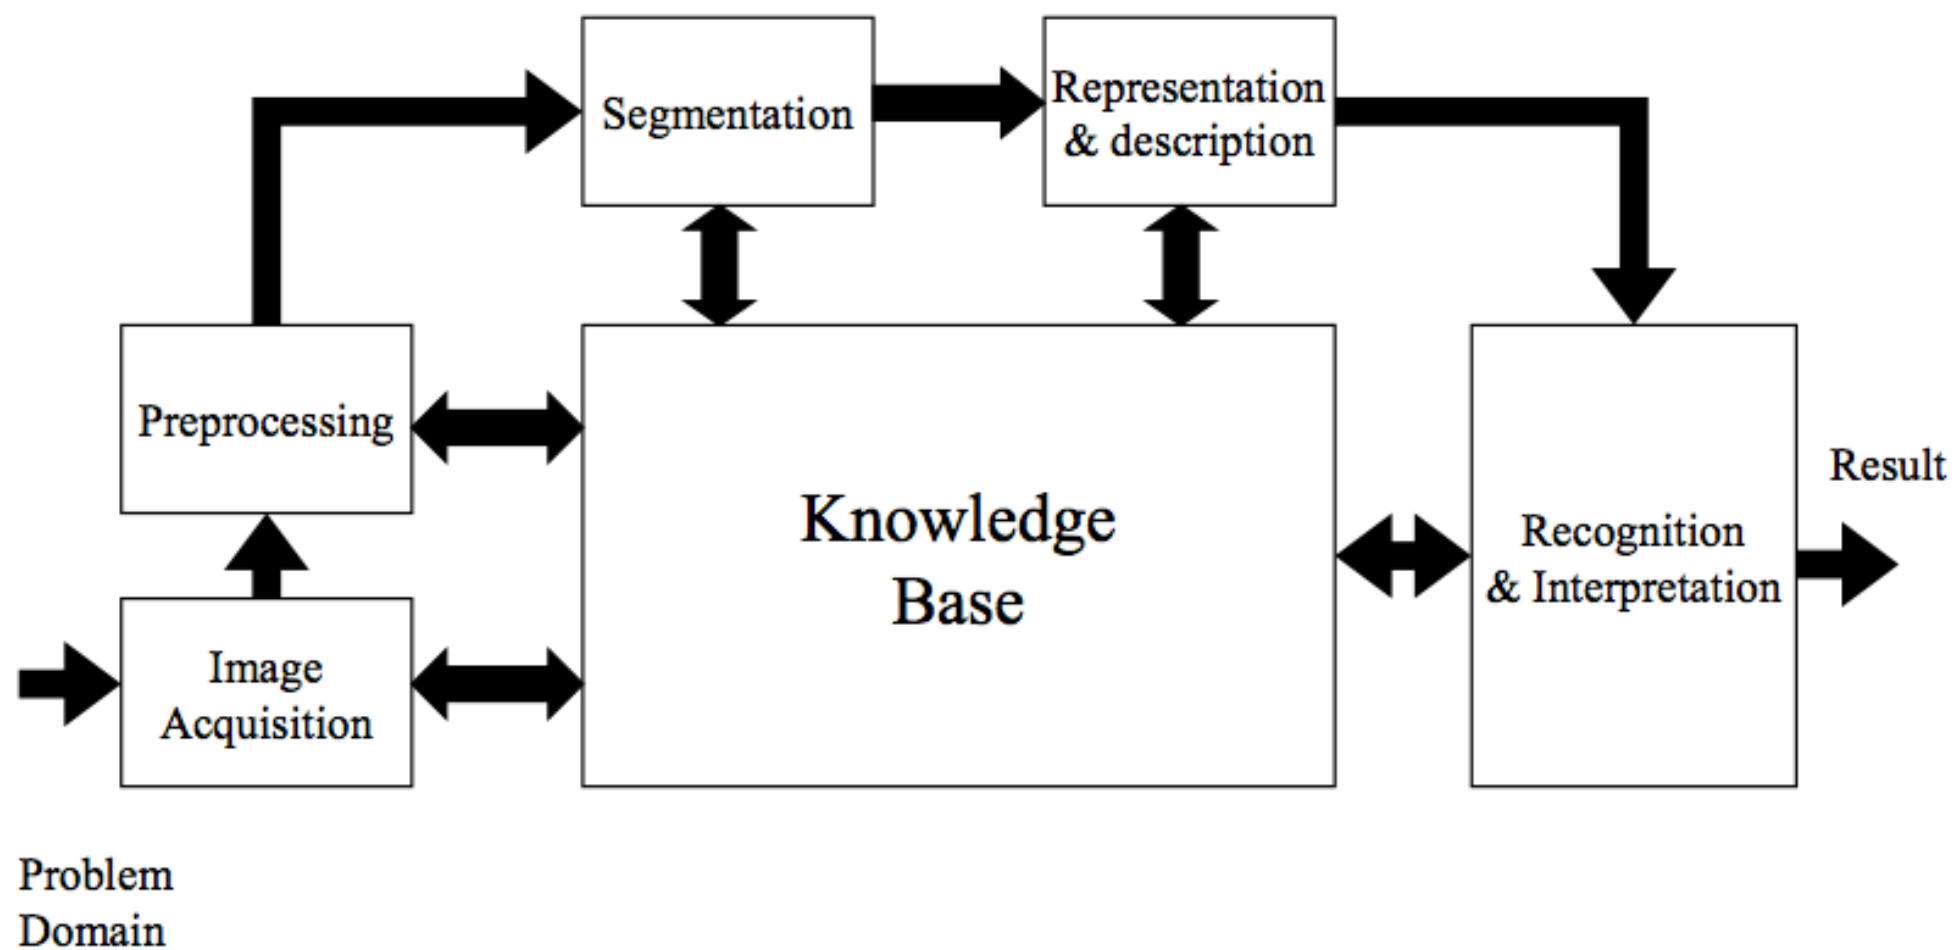 Segmentation
Representation
& description
Preprocessing
Knowledge
Base
Recognition
& Interpretation
Result
Image
Acquisition
Problem
Domain